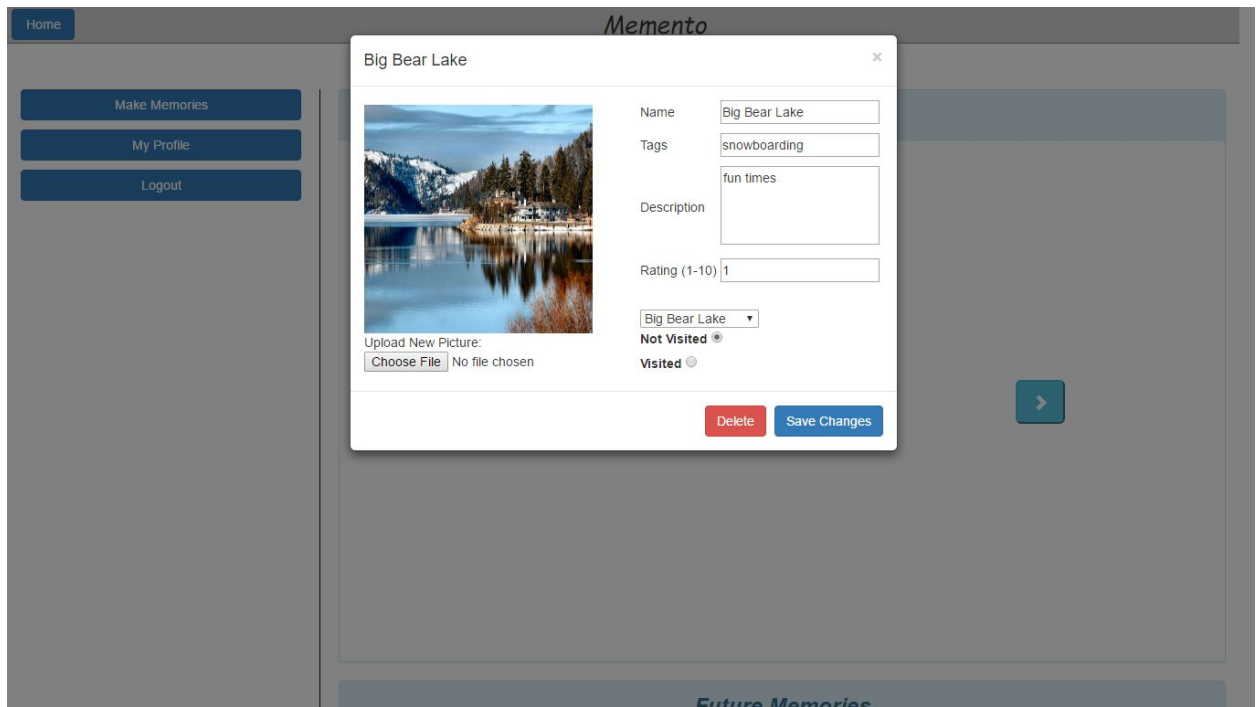 Home
Memento
Big Bear Lake ×
Make Memories
My Profile
Logout
Name Big Bear Lake
Tags snowboarding
Description fun times
Rating (1-10) 1
Big Bear Lake
Not Visited
Visited
Upload New Picture:
Choose File No file chosen
Delete Save Changes
Future Memories